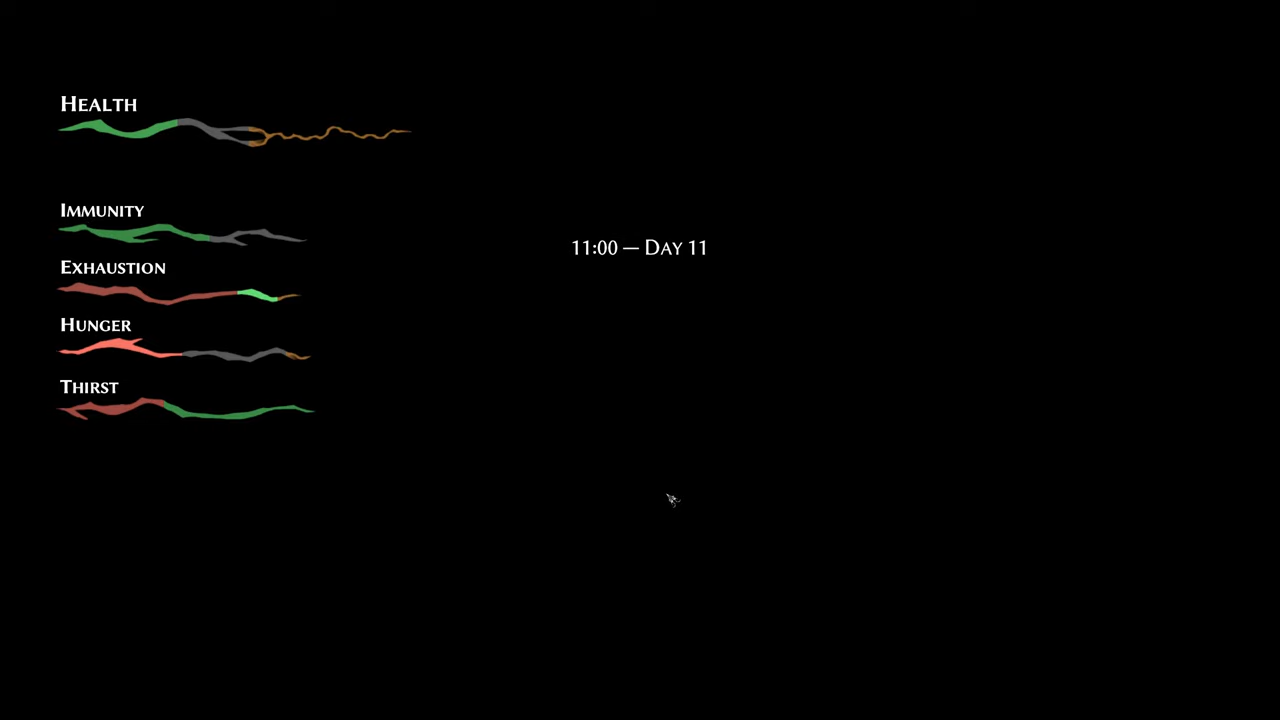 Health
Immunity
11:00 — Day 11
Exhaustion
Hunger
Thirst